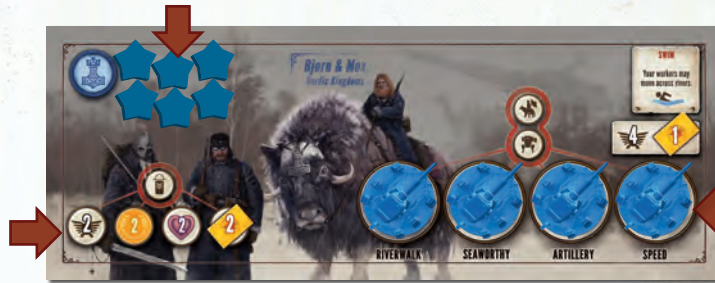 Bjorn & Mox
Nordic Kingdoms
SWIM
Your workers may
move across rivers.
4 1
2 2 2 2
RIVERWALK SEAWORTHY ARTILLERY SPEED